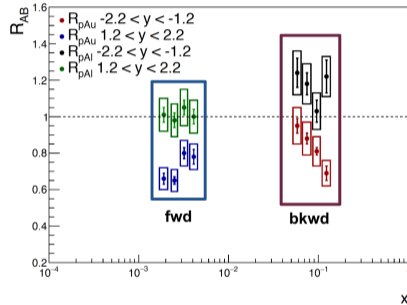 R_AB
1.6
R_pAu -2.2 < y < -1.2
R_pAu 1.2 < y < 2.2
R_pAl -2.2 < y < -1.2
R_pAl 1.2 < y < 2.2
1.4
1.2
1
0.8
0.6
0.4
0.2
fwd
bkwd
10^-4
10^-3
10^-2
10^-1
x